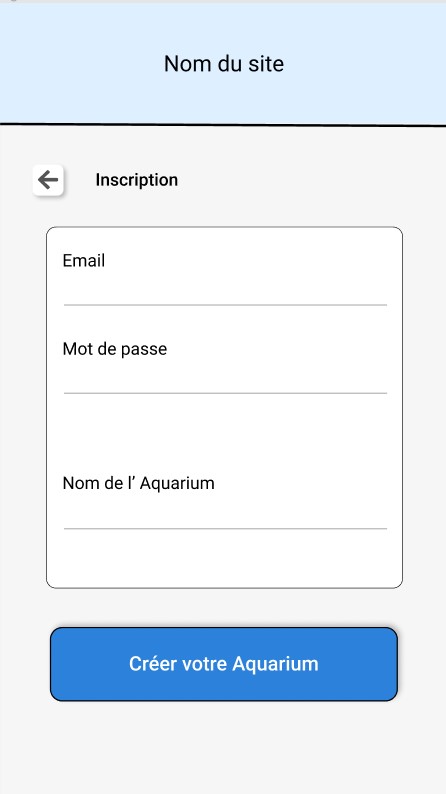 Nom du site
Inscription
Email
Mot de passe
Nom de l’ Aquarium
Créer votre Aquarium